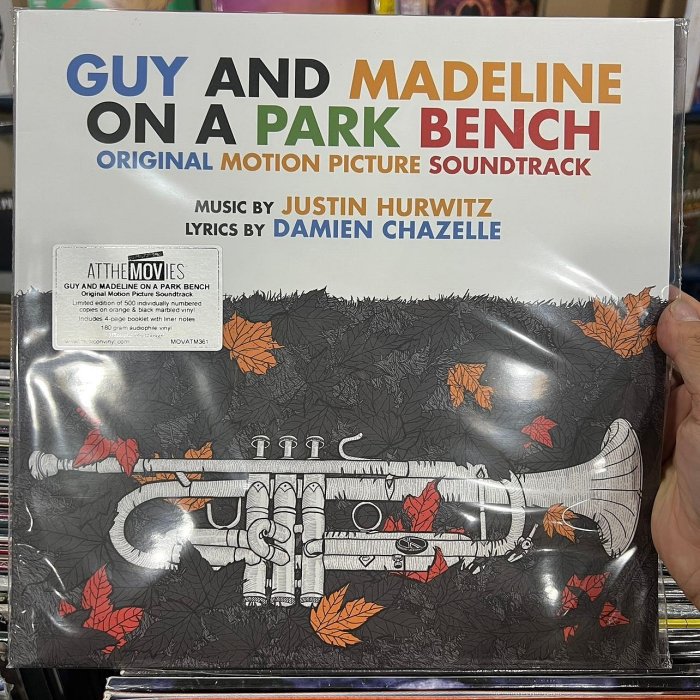 GUY AND MADELINE
ON A PARK BENCH
ORIGINAL MOTION PICTURE SOUNDTRACK
MUSIC BY JUSTIN HURWITZ
LYRICS BY DAMIEN CHAZELLE
ATTHEMOVIES
GUY AND MADELINE ON A PARK BENCH
Original Motion Picture Soundtrack
Limited edition of 500 individually numbered
copies on orange & black marbled vinyl
Includes 4-page booklet with liner notes
180 gram audiophile vinyl
MOVATM361